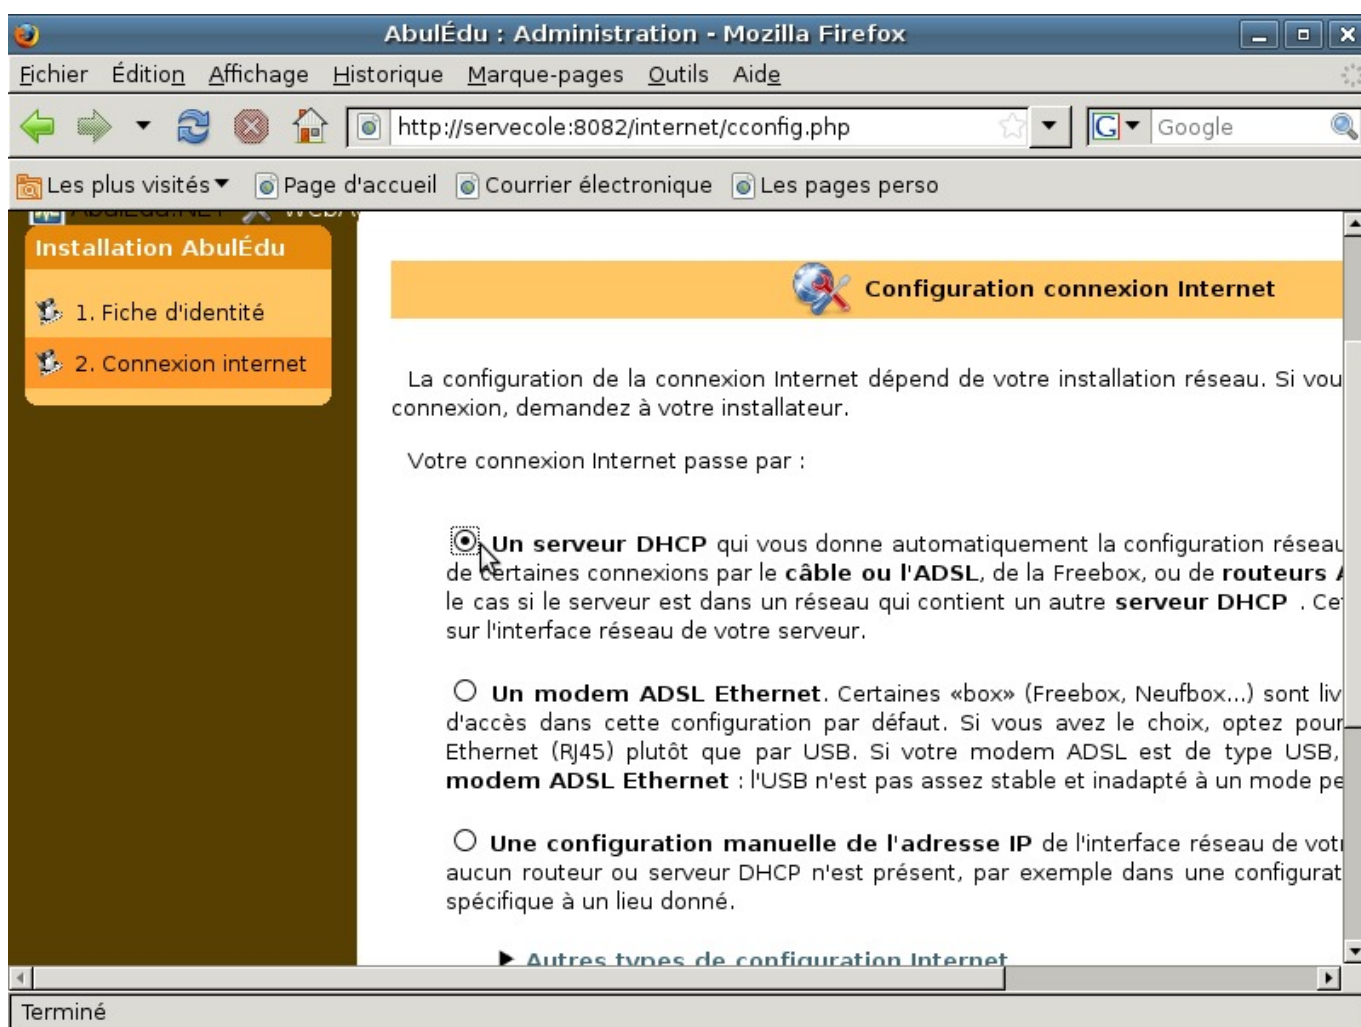 AbulÉdu : Administration - Mozilla Firefox
Fichier Édition Affichage Historique Marque-pages Outils Aide
http://servecole:8082/internet/cconfig.php
Google
Les plus visités Page d'accueil Courrier électronique Les pages perso
Installation AbulÉdu
1. Fiche d'identité
2. Connexion internet
Configuration connexion Internet
La configuration de la connexion Internet dépend de votre installation réseau. Si vou
connexion, demandez à votre installateur.
Votre connexion Internet passe par :
Un serveur DHCP qui vous donne automatiquement la configuration réseau
de certaines connexions par le câble ou l'ADSL, de la Freebox, ou de routeurs
le cas si le serveur est dans un réseau qui contient un autre serveur DHCP . Ce
sur l'interface réseau de votre serveur.
Un modem ADSL Ethernet. Certaines «box» (Freebox, Neufbox...) sont liv
d'accès dans cette configuration par défaut. Si vous avez le choix, optez pour
Ethernet (RJ45) plutôt que par USB. Si votre modem ADSL est de type USB,
modem ADSL Ethernet : l'USB n'est pas assez stable et inadapté à un mode pe
Une configuration manuelle de l'adresse IP de l'interface réseau de votr
aucun routeur ou serveur DHCP n'est présent, par exemple dans une configurat
spécifique à un lieu donné.
Autres types de configuration Internet
Terminé